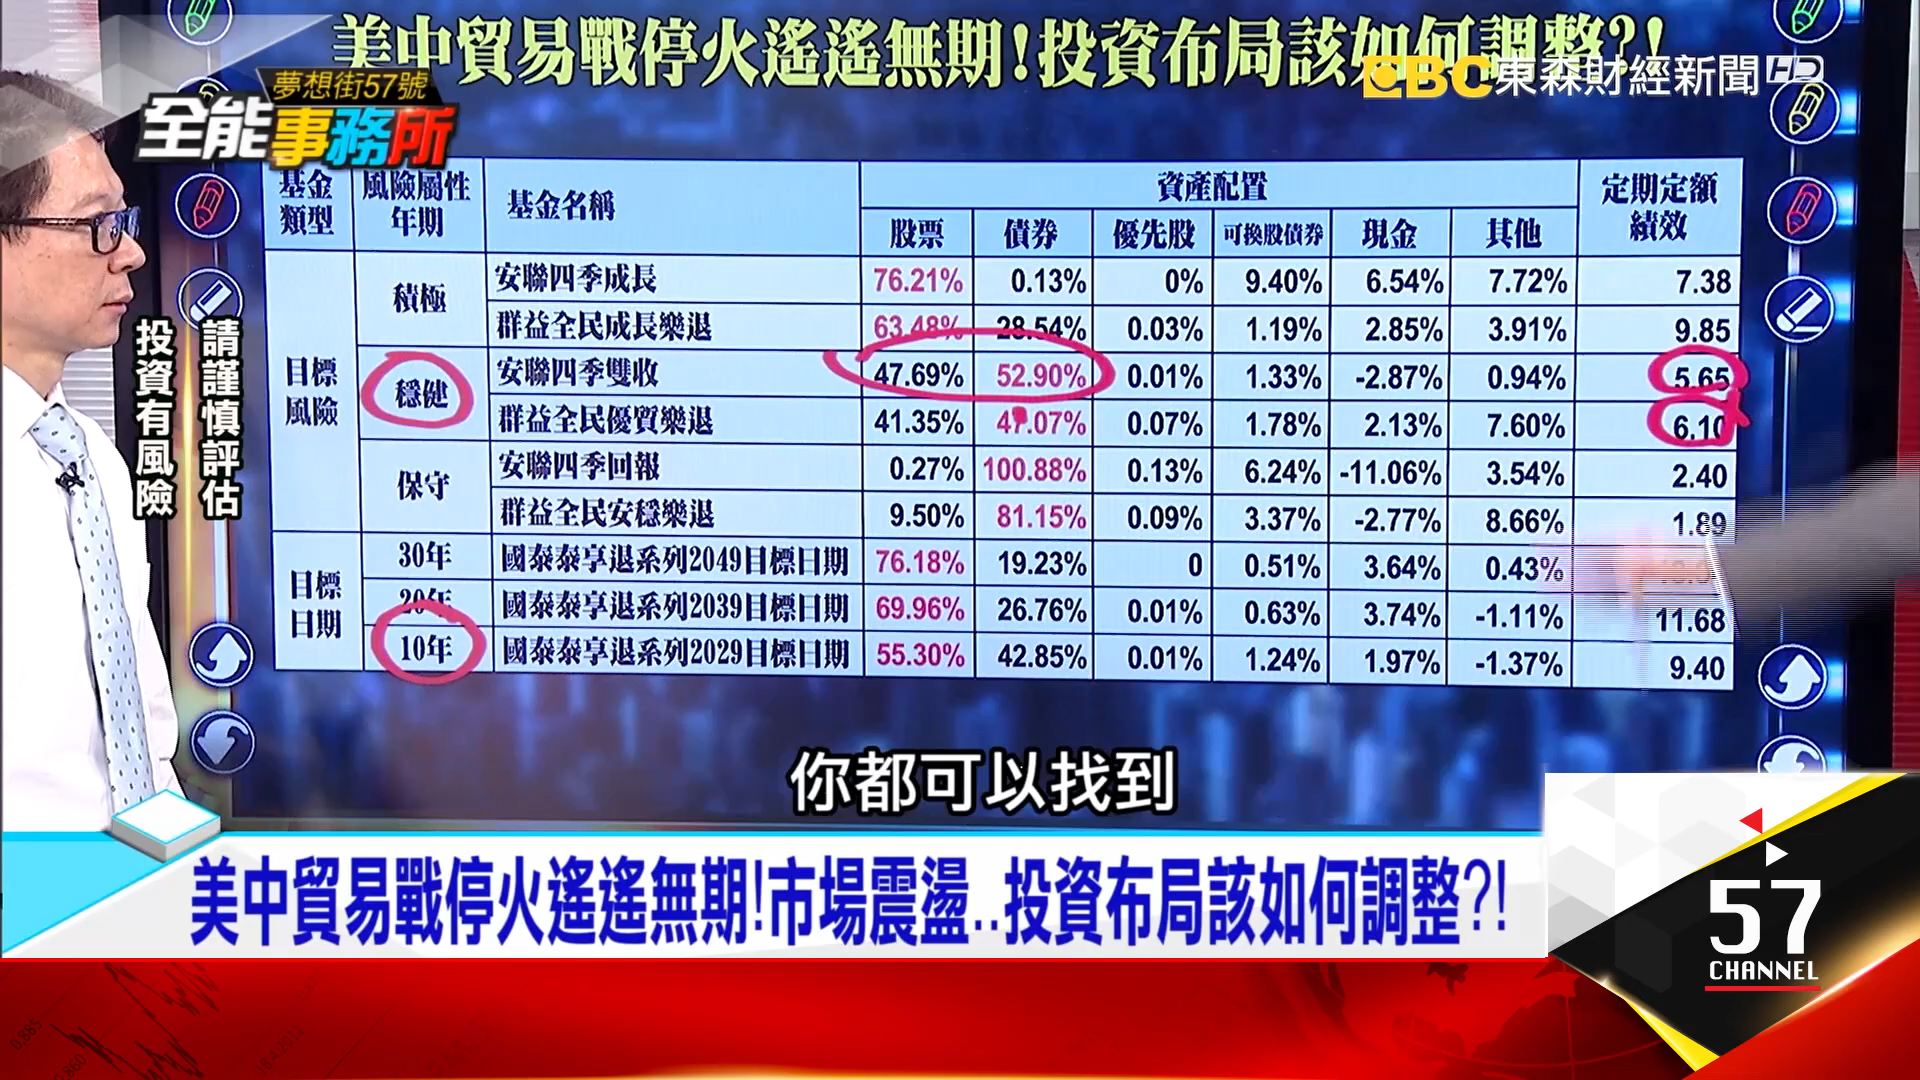 美中貿易戰停火遙遙無期!投資布局該如何調整?!
EBC 東森財經新聞 HD
夢想街57號
全能事務所
請謹慎評估
投資有風險
基金類型 風險屬性年期 基金名稱 資產配置 定期定額績效
股票 債券 優先股 可換股債券 現金 其他
目標風險 積極 安聯四季成長 76.21% 0.13% 0% 9.40% 6.54% 7.72% 7.38
群益全民成長樂退 63.48% 28.54% 0.03% 1.19% 2.85% 3.91% 9.85
穩健 安聯四季雙收 47.69% 52.90% 0.01% 1.33% -2.87% 0.94% 5.65
群益全民優質樂退 41.35% 47.07% 0.07% 1.78% 2.13% 7.60% 6.10
保守 安聯四季回報 0.27% 100.88% 0.13% 6.24% -11.06% 3.54% 2.40
群益全民安穩樂退 9.50% 81.15% 0.09% 3.37% -2.77% 8.66% 1.89
目標日期 30年 國泰泰享退系列2049目標日期 76.18% 19.23% 0 0.51% 3.64% 0.43%
20年 國泰泰享退系列2039目標日期 69.96% 26.76% 0.01% 0.63% 3.74% -1.11% 11.68
10年 國泰泰享退系列2029目標日期 55.30% 42.85% 0.01% 1.24% 1.97% -1.37% 9.40
你都可以找到
美中貿易戰停火遙遙無期!市場震盪..投資布局該如何調整?!
57
CHANNEL